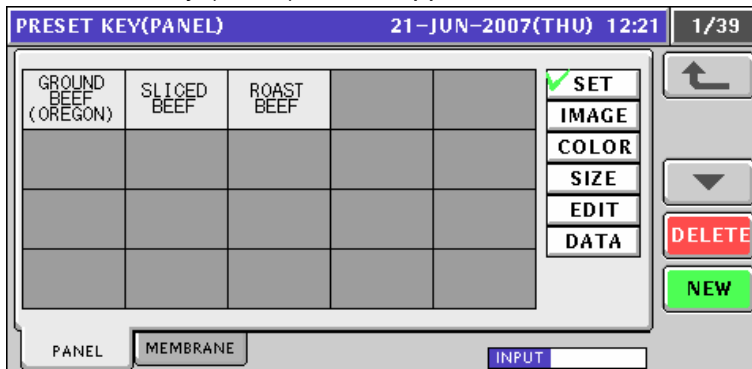 PRESET KEY(PANEL) 21-JUN-2007(THU) 12:21 1/39
GROUND
BEEF
(OREGON)
SLICED
BEEF
ROAST
BEEF
SET
IMAGE
COLOR
SIZE
EDIT
DATA
DELETE
NEW
PANEL
MEMBRANE
INPUT